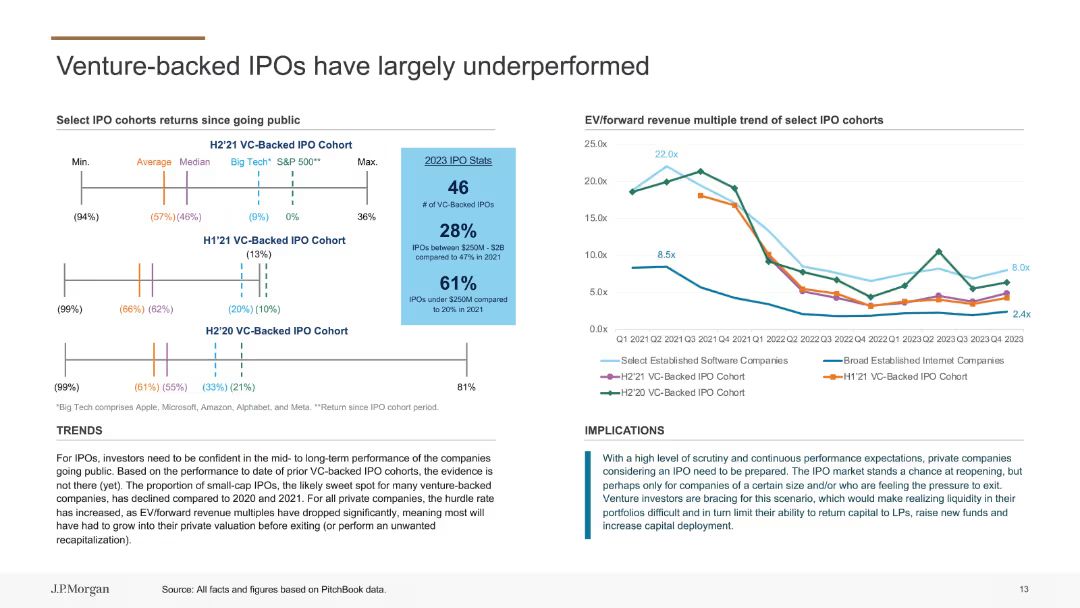 Venture-backed IPOs have largely underperformed
Select IPO cohorts returns since going public
H2'21 VC-Backed IPO Cohort
Min. Average Median Big Tech* S&P 500** Max.
(94%) (57%) (46%) (9%) 0% 36%
H1'21 VC-Backed IPO Cohort
(13%)
(99%) (66%) (62%) (20%) (10%)
H2'20 VC-Backed IPO Cohort
(99%) (61%) (55%) (33%) (21%) 81%
*Big Tech comprises Apple, Microsoft, Amazon, Alphabet, and Meta. **Return since IPO cohort period.
2023 IPO Stats
46
# of VC-Backed IPOs
28%
IPOs between $250M - $2B
compared to 47% in 2021
61%
IPOs under $250M compared
to 20% in 2021
EV/forward revenue multiple trend of select IPO cohorts
25.0x
20.0x
15.0x
10.0x
5.0x
0.0x
22.0x
8.5x
8.0x
2.4x
Q1 2021 Q2 2021 Q3 2021 Q4 2021 Q1 2022 Q2 2022 Q3 2022 Q4 2022 Q1 2023 Q2 2023 Q3 2023 Q4 2023
Select Established Software Companies Broad Established Internet Companies
H2'21 VC-Backed IPO Cohort H1'21 VC-Backed IPO Cohort
H2'20 VC-Backed IPO Cohort
TRENDS
For IPOs, investors need to be confident in the mid- to long-term performance of the companies
going public. Based on the performance to date of prior VC-backed IPO cohorts, the evidence is
not there (yet). The proportion of small-cap IPOs, the likely sweet spot for many venture-backed
companies, has declined compared to 2020 and 2021. For all private companies, the hurdle rate
has increased, as EV/forward revenue multiples have dropped significantly, meaning most will
have had to grow into their private valuation before exiting (or perform an unwanted
recapitalization).
IMPLICATIONS
With a high level of scrutiny and continuous performance expectations, private companies
considering an IPO need to be prepared. The IPO market stands a chance at reopening, but
perhaps only for companies of a certain size and/or who are feeling the pressure to exit.
Venture investors are bracing for this scenario, which would make realizing liquidity in their
portfolios difficult and in turn limit their ability to return capital to LPs, raise new funds and
increase capital deployment.
J.P.Morgan
Source: All facts and figures based on PitchBook data.
13